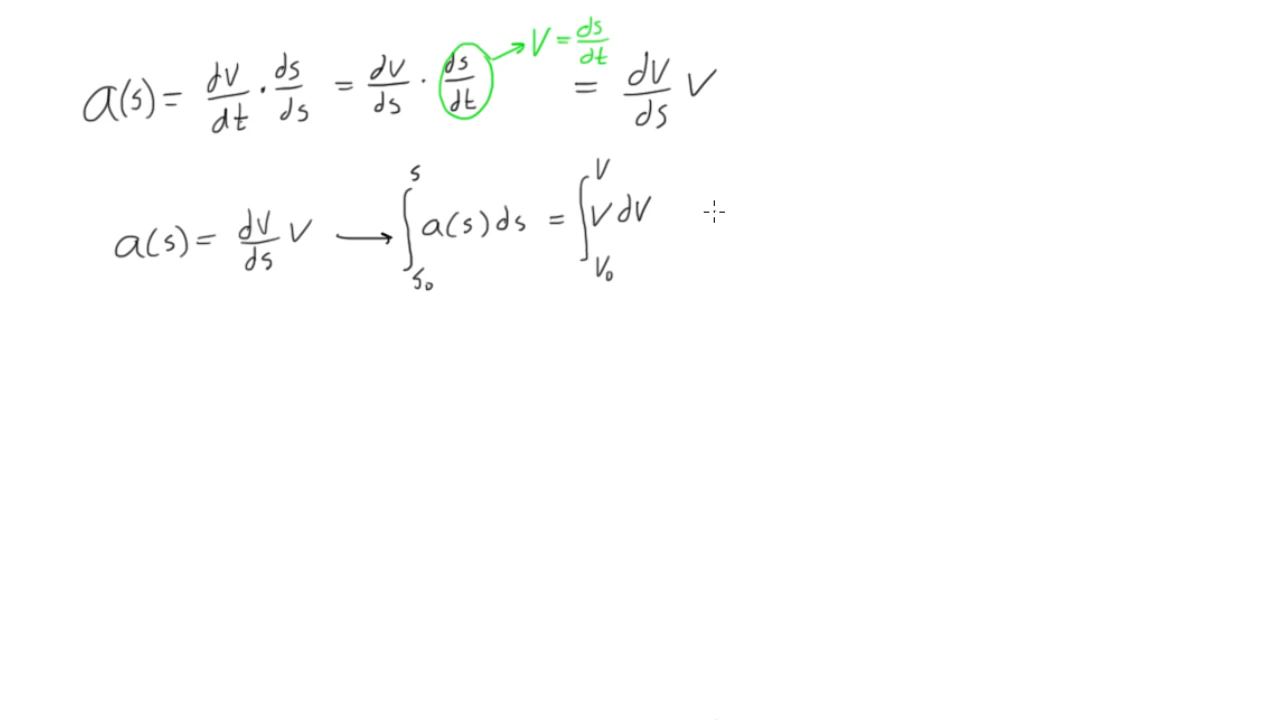 a(s) = dV/dt · ds/ds = dV/ds · ds/dt → V = ds/dt = dV/ds V
a(s) = dV/ds V → ∫_{s₀}^{s} a(s) ds = ∫_{V₀}^{V} V dV